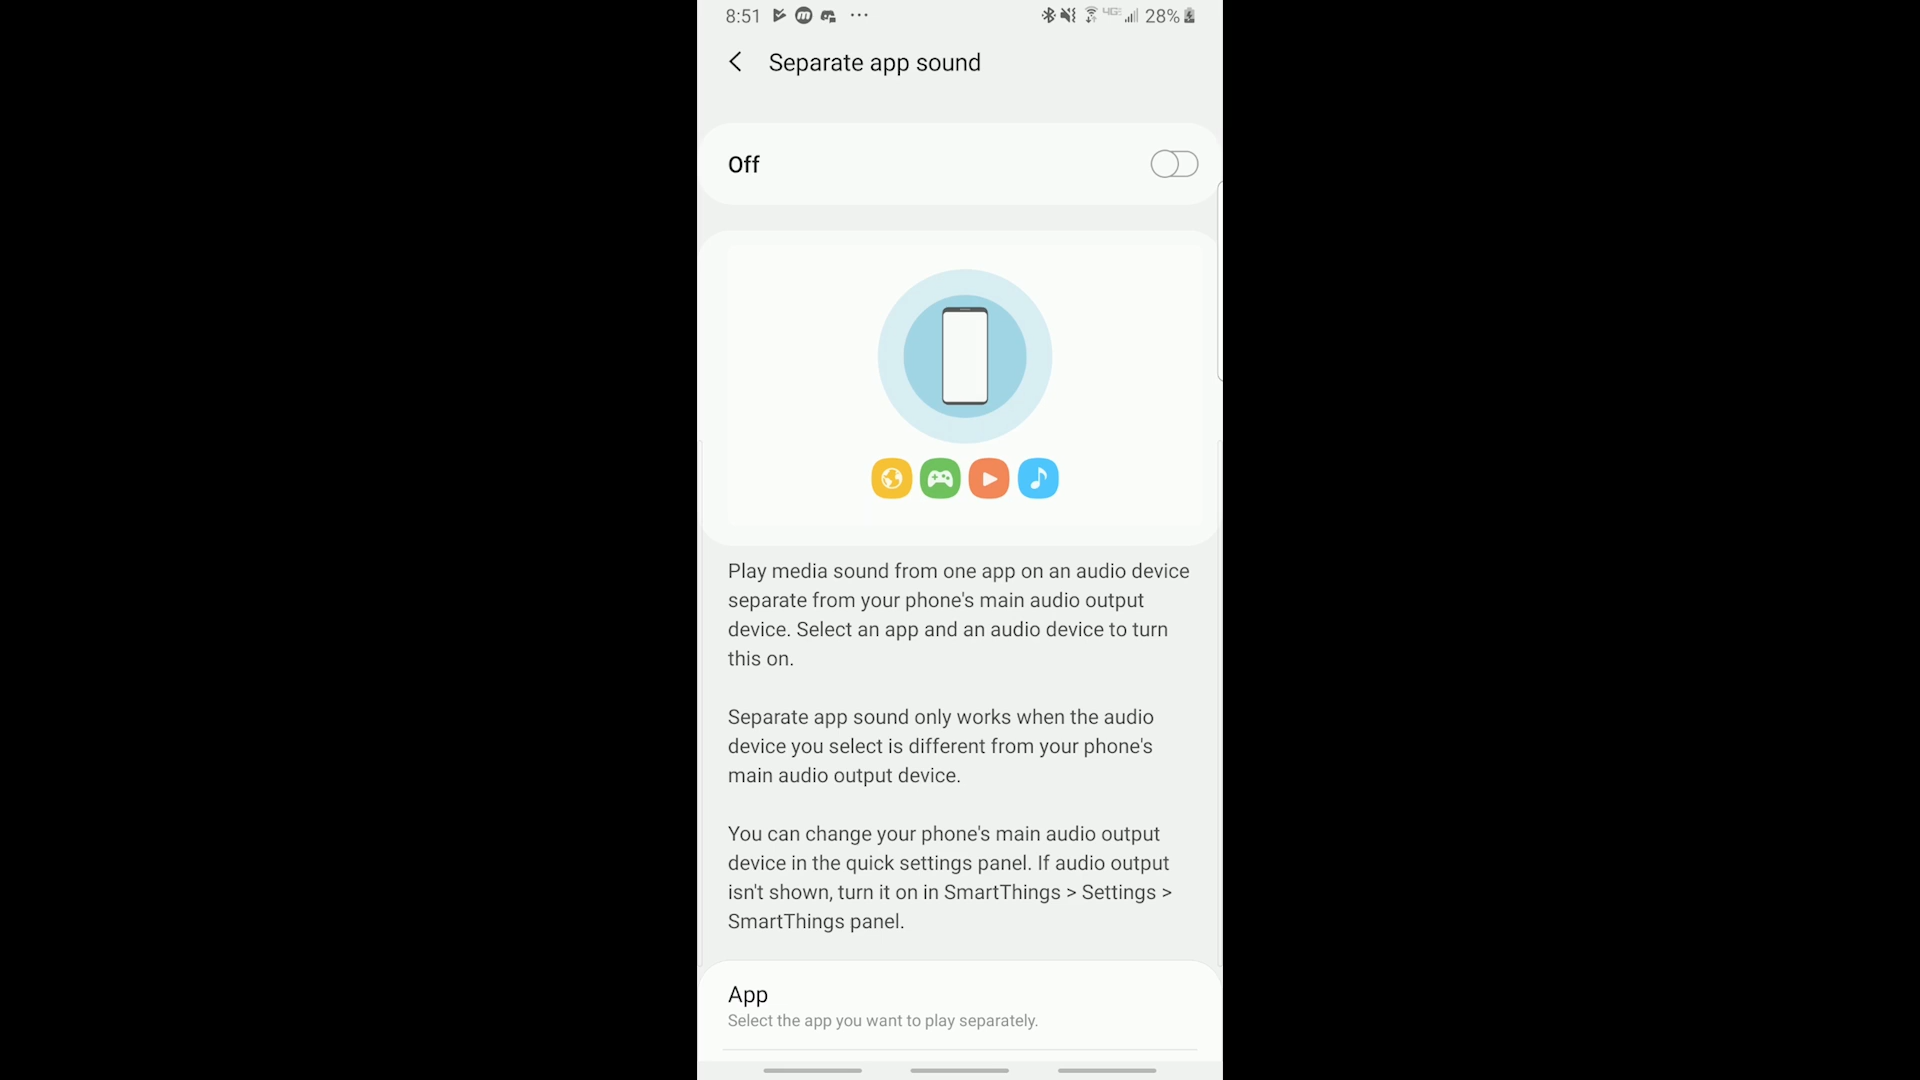 8:51 28%
Separate app sound
Off
Play media sound from one app on an audio device
separate from your phone's main audio output
device. Select an app and an audio device to turn
this on.
Separate app sound only works when the audio
device you select is different from your phone's
main audio output device.
You can change your phone's main audio output
device in the quick settings panel. If audio output
isn't shown, turn it on in SmartThings > Settings >
SmartThings panel.
App
Select the app you want to play separately.